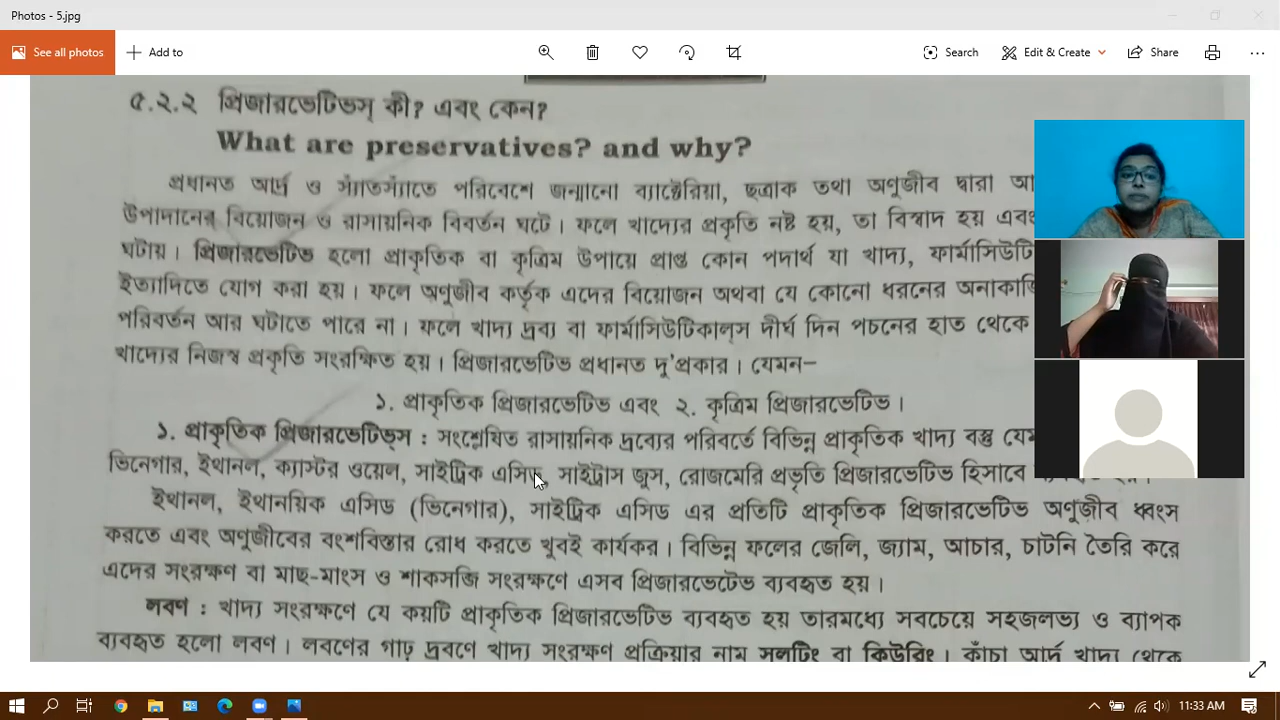 Photos - 5.jpg
See all photos
Add to
Search
Edit & Create
Share
৫.২.২ প্রিজারভেটিভস্ কী? এবং কেন?
What are preservatives? and why?
প্রধানত আর্দ্র ও স্যাঁতস্যাঁতে পরিবেশে জন্মানো ব্যাক্টেরিয়া, ছত্রাক তথা অণুজীব দ্বারা
উপাদানের বিয়োজন ও রাসায়নিক বিবর্তন ঘটে। ফলে খাদ্যের প্রকৃতি নষ্ট হয়, তা বিস্বাদ হয়
ঘটায়। প্রিজারভেটিভ হলো প্রাকৃতিক বা কৃত্রিম উপায়ে প্রাপ্ত কোন পদার্থ যা খাদ্য, ফার্মাসিউটি
ইত্যাদিতে যোগ করা হয়। ফলে অণুজীব কর্তৃক এদের বিয়োজন অথবা যে কোনো ধরনের
পরিবর্তন আর ঘটাতে পারে না। ফলে খাদ্য দ্রব্য বা ফার্মাসিউটিকাল্স দীর্ঘ দিন পচনের হাত থেকে
খাদ্যের নিজস্ব প্রকৃতি সংরক্ষিত হয়। প্রিজারভেটিভ প্রধানত দু'প্রকার। যেমন–
১. প্রাকৃতিক প্রিজারভেটিভ এবং ২. কৃত্রিম প্রিজারভেটিভ।
১. প্রাকৃতিক প্রিজারভেটিভ্স : সংশ্লেষিত রাসায়নিক দ্রব্যের পরিবর্তে বিভিন্ন প্রাকৃতিক খাদ্য বস্তু
ভিনেগার, ইথানল, ক্যাস্টর ওয়েল, সাইট্রিক এসিড, সাইট্রাস জুস, রোজমেরি প্রভৃতি প্রিজারভেটিভ হিসাবে
ইথানল, ইথানয়িক এসিড (ভিনেগার), সাইট্রিক এসিড এর প্রতিটি প্রাকৃতিক প্রিজারভেটিভ অণুজীব ধ্বংস
করতে এবং অণুজীবের বংশবিস্তার রোধ করতে খুবই কার্যকর। বিভিন্ন ফলের জেলি, জ্যাম, আচার, চাটনি তৈরি করে
এদের সংরক্ষণ বা মাছ-মাংস ও শাকসজি সংরক্ষণে এসব প্রিজারভেটেভ ব্যবহৃত হয়।
লবণ : খাদ্য সংরক্ষণে যে কয়টি প্রাকৃতিক প্রিজারভেটিভ ব্যবহৃত হয় তারমধ্যে সবচেয়ে সহজলভ্য ও ব্যাপক
ব্যবহৃত হলো লবণ। লবণের গাঢ় দ্রবণে খাদ্য সংরক্ষণ প্রক্রিয়ার নাম সলটিং বা কিউরিং। কাঁচা আর্দ্র খাদ্য থেকে
11:33 AM